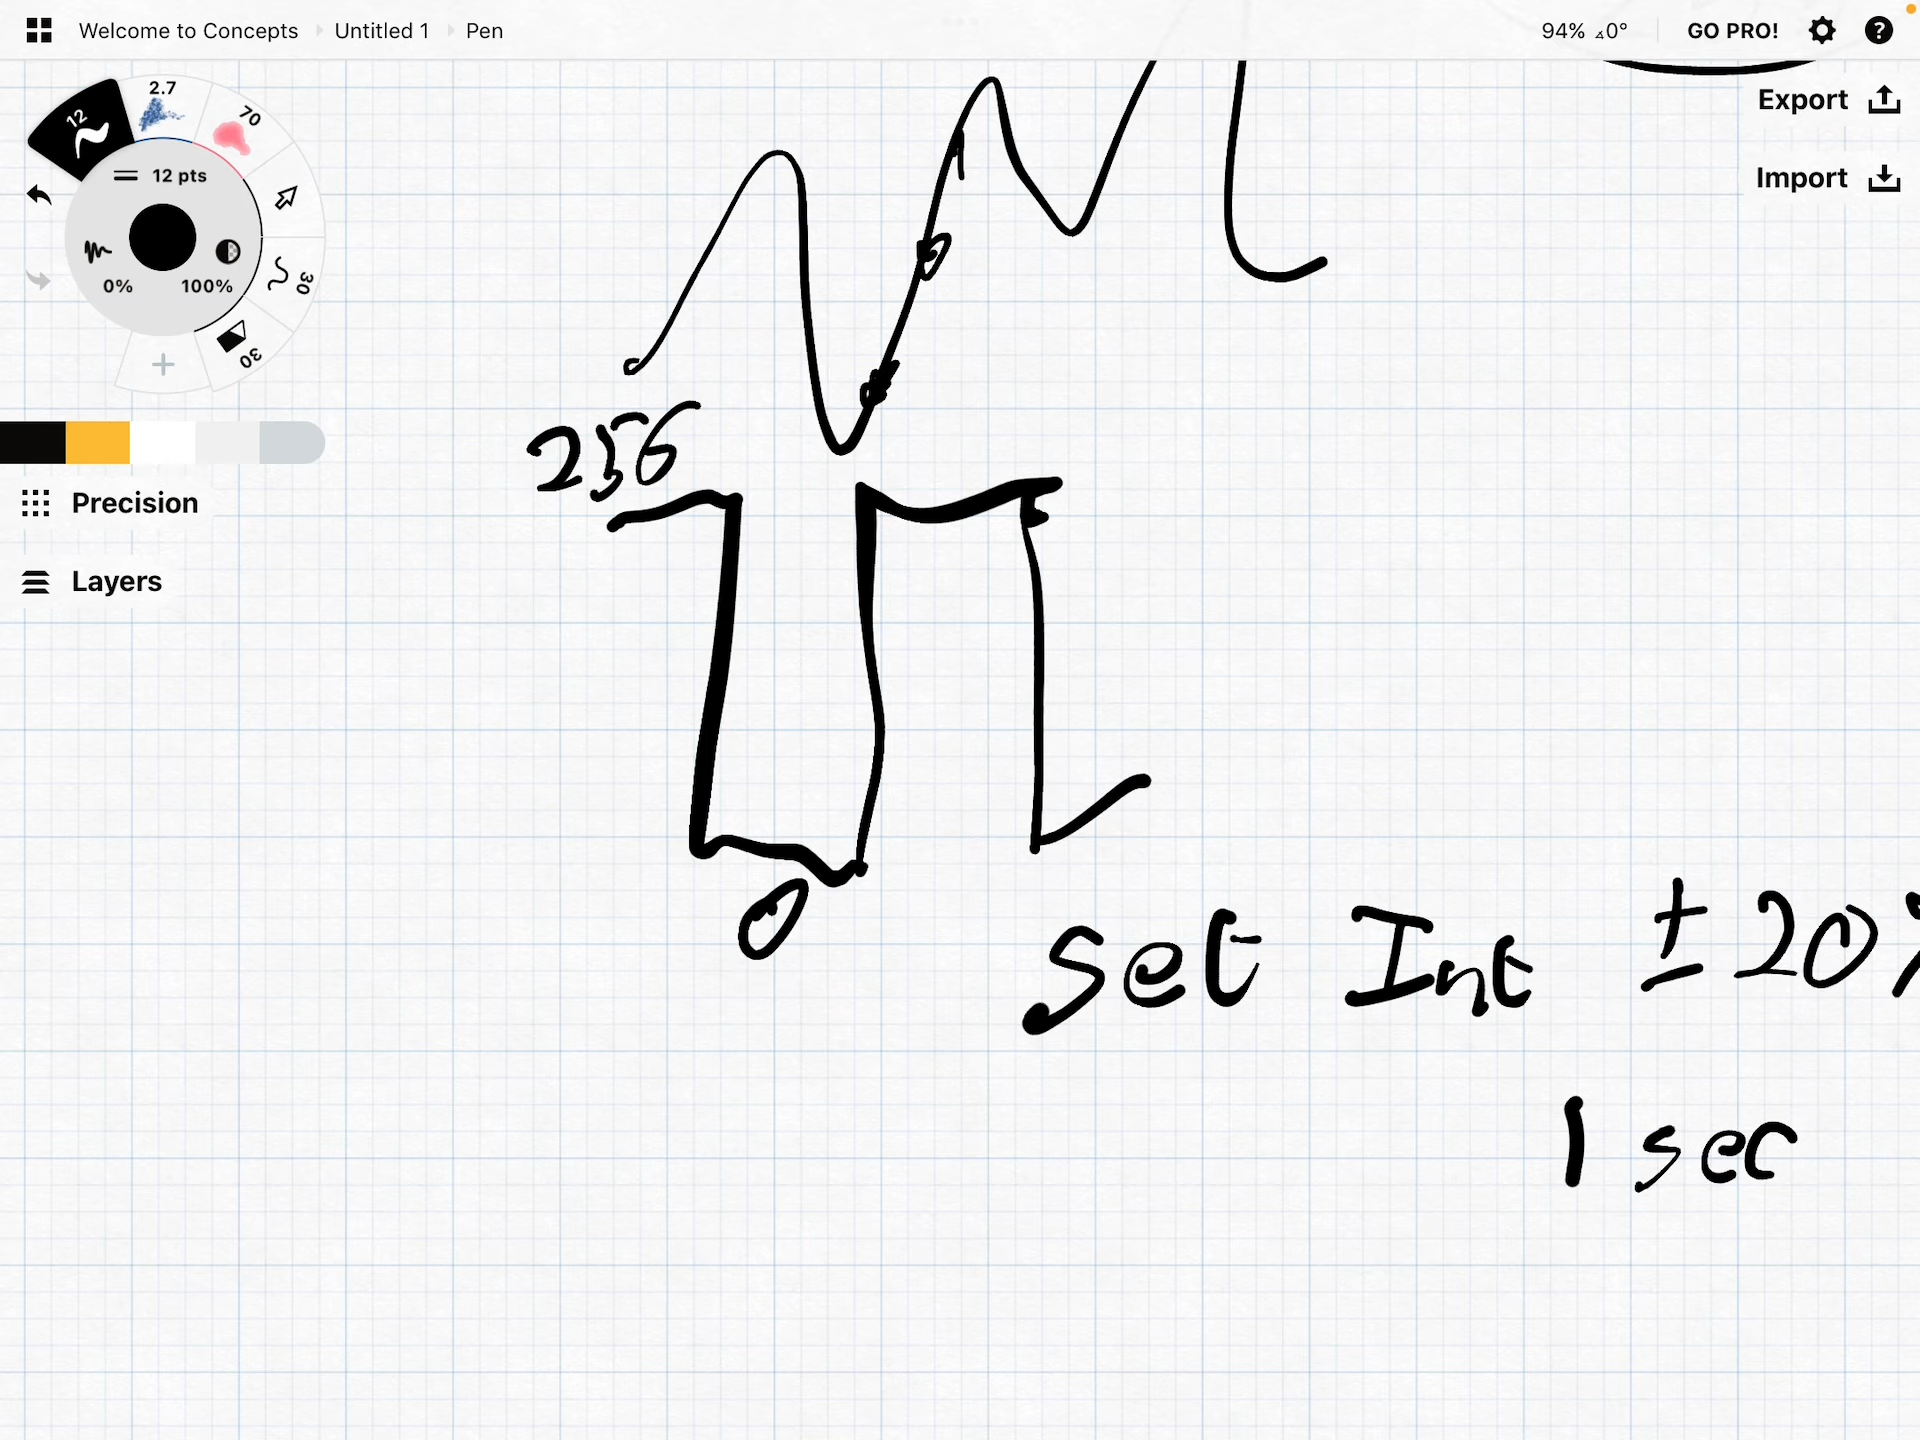 Welcome to Concepts Untitled 1 Pen 94% ⊿0° GO PRO! ?
12 2.7 70
Export
12 pts
Import
0% 100%
30
30
256
Precision
Layers
0
Set Int ±20%
1 sec